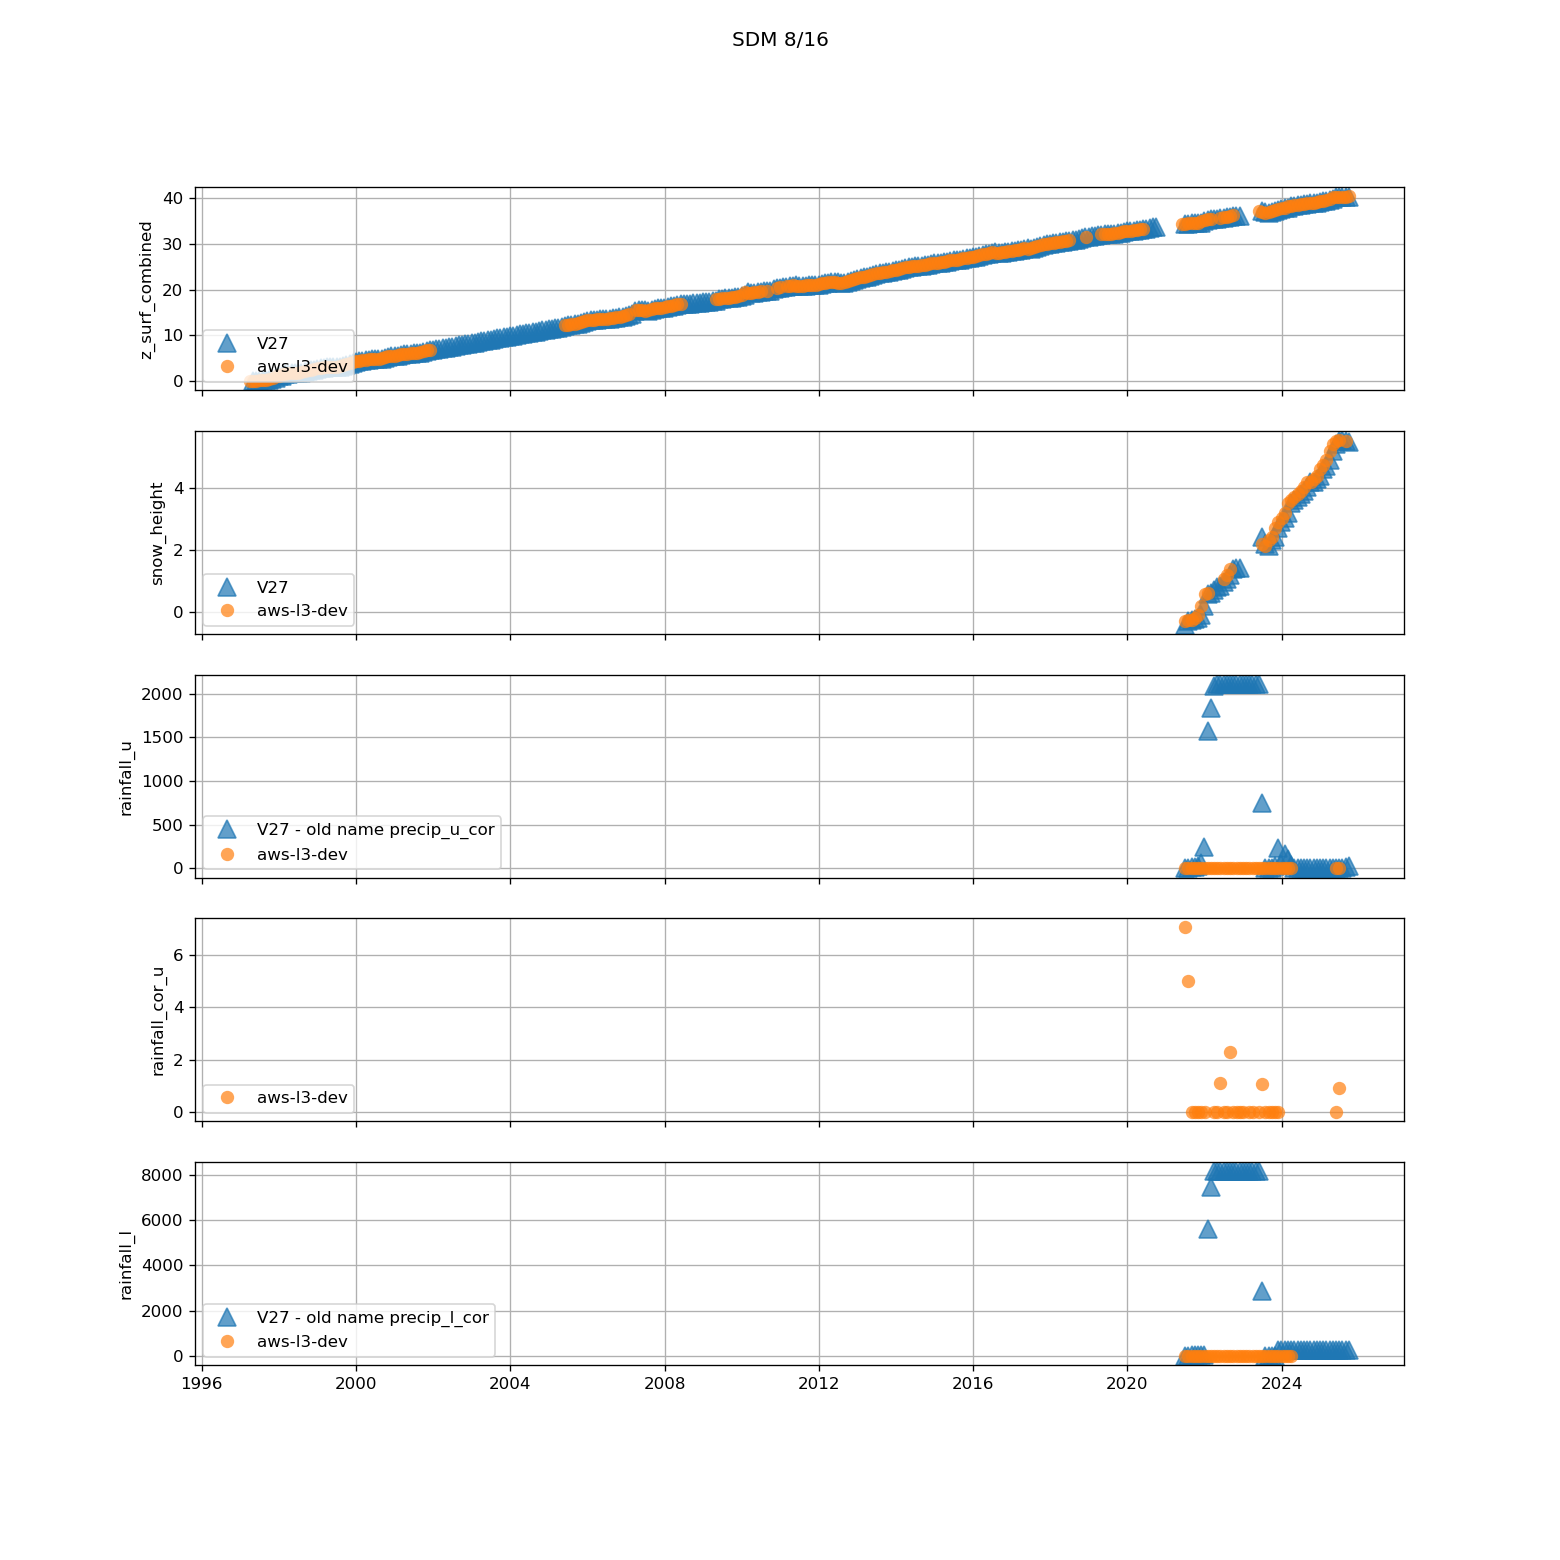 SDM 8/16
z_surf_combined
40
30
20
10
0
V27
aws-l3-dev
snow_height
4
2
0
V27
aws-l3-dev
rainfall_u
2000
1500
1000
500
0
V27 - old name precip_u_cor
aws-l3-dev
rainfall_cor_u
6
4
2
0
aws-l3-dev
rainfall_l
8000
6000
4000
2000
0
V27 - old name precip_l_cor
aws-l3-dev
1996 2000 2004 2008 2012 2016 2020 2024